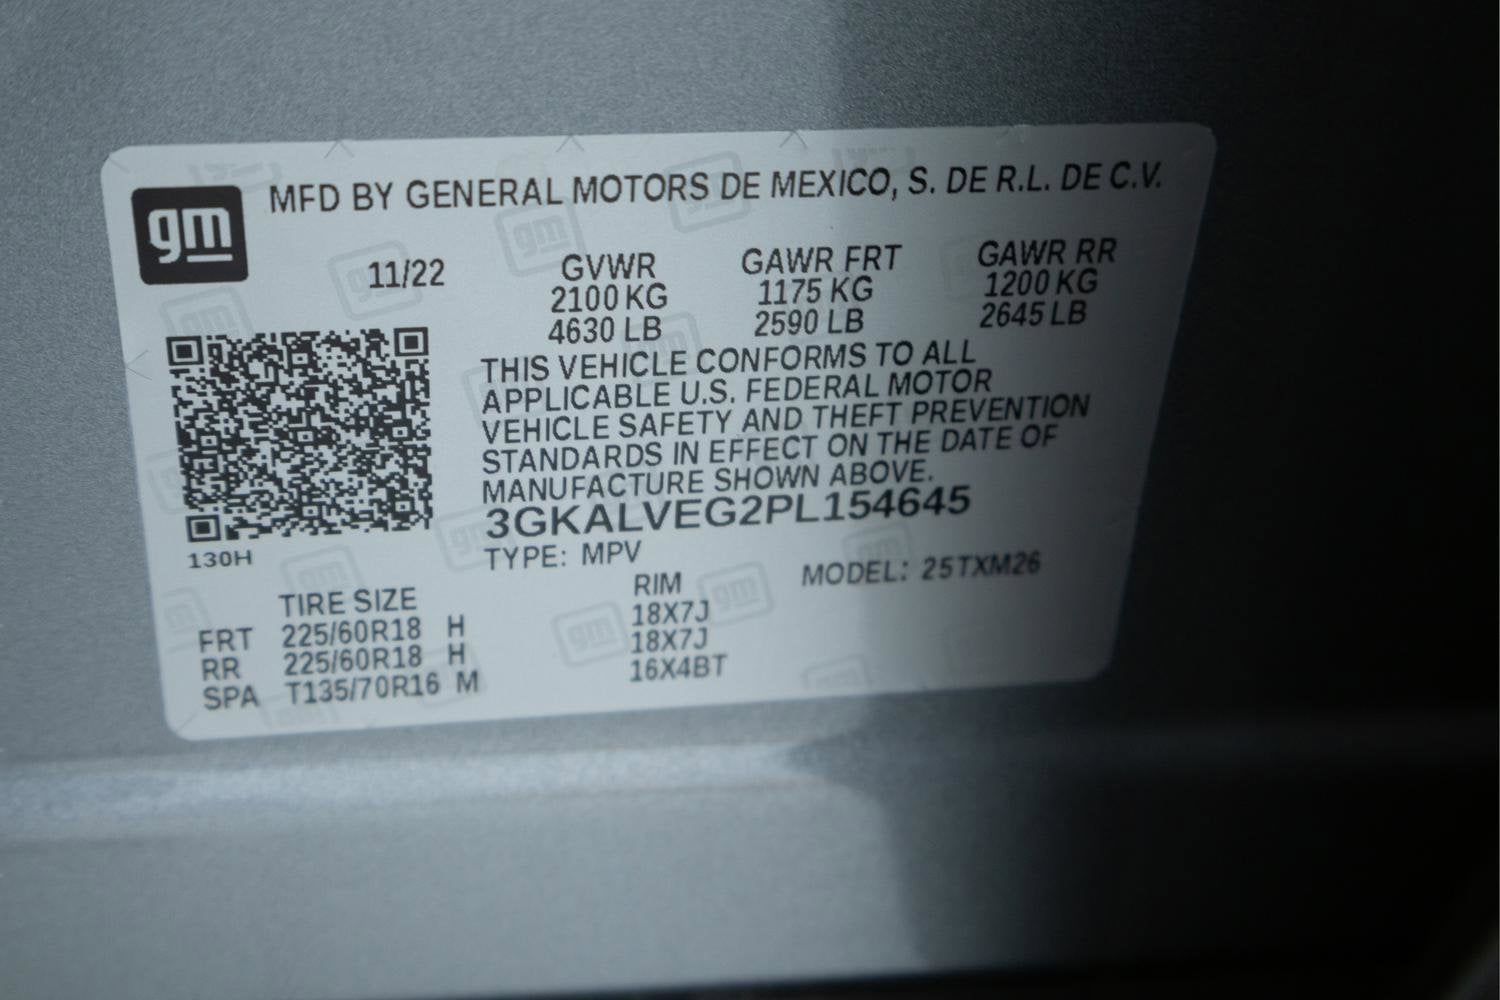 gm MFD BY GENERAL MOTORS DE MEXICO, S. DE R.L. DE C.V.
11/22 GVWR GAWR FRT GAWR RR
2100 KG 1175 KG 1200 KG
4630 LB 2590 LB 2645 LB
THIS VEHICLE CONFORMS TO ALL
APPLICABLE U.S. FEDERAL MOTOR
VEHICLE SAFETY AND THEFT PREVENTION
STANDARDS IN EFFECT ON THE DATE OF
MANUFACTURE SHOWN ABOVE.
3GKALVEG2PL154645
130H TYPE: MPV MODEL: 25TXM26
TIRE SIZE RIM
FRT 225/60R18 H 18X7J
RR 225/60R18 H 18X7J
SPA T135/70R16 M 16X4BT